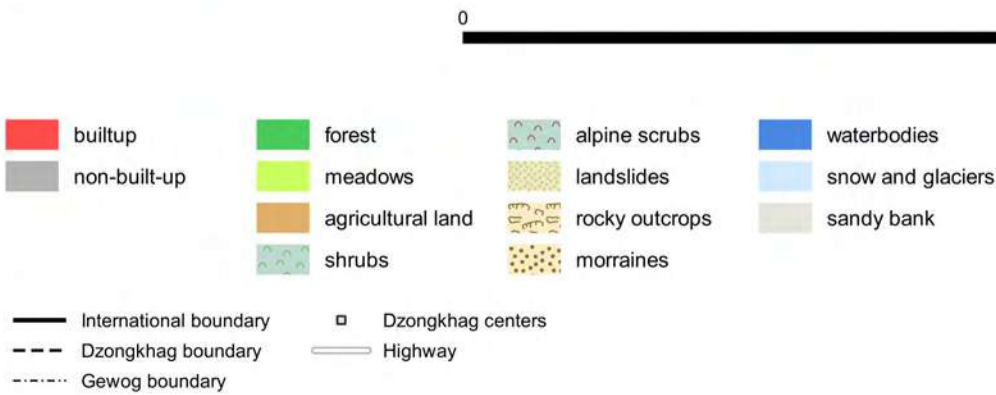 0
builtup
forest
alpine scrubs
waterbodies
non-built-up
meadows
landslides
snow and glaciers
agricultural land
rocky outcrops
sandy bank
shrubs
morraines
International boundary
Dzongkhag centers
Dzongkhag boundary
Highway
Gewog boundary